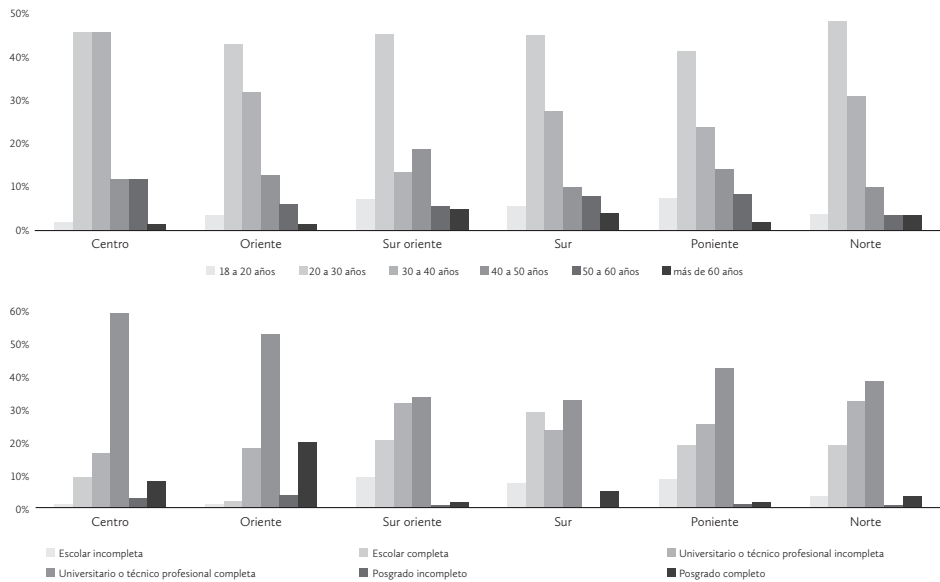 50%
40%
30%
20%
10%
0%
Centro Oriente Sur oriente Sur Poniente Norte
18 a 20 años 20 a 30 años 30 a 40 años 40 a 50 años 50 a 60 años más de 60 años
60%
50%
40%
30%
20%
10%
0%
Centro Oriente Sur oriente Sur Poniente Norte
Escolar incompleta Escolar completa Universitario o técnico profesional incompleta
Universitario o técnico profesional completa Posgrado incompleto Posgrado completo